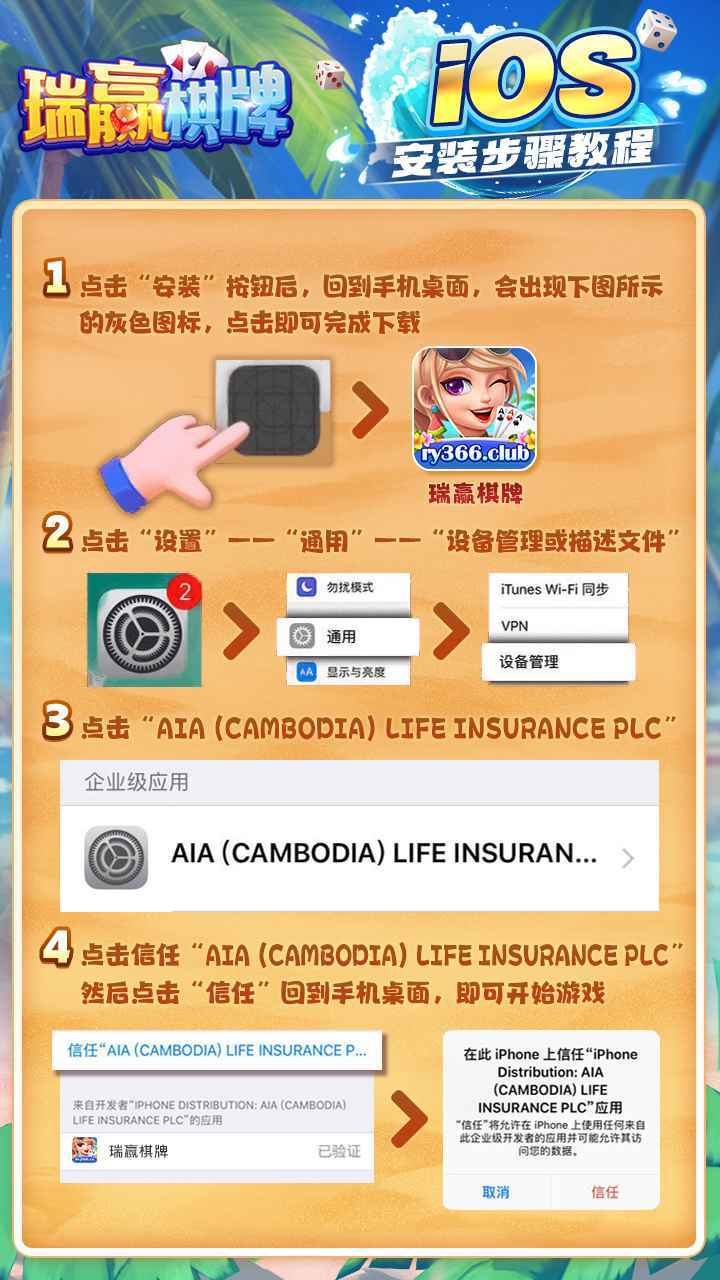 瑞赢棋牌
iOS
安装步骤教程
1 点击“安装”按钮后，回到手机桌面，会出现下图所示
的灰色图标，点击即可完成下载
ry366.club
瑞赢棋牌
2 点击“设置”一一“通用”一一“设备管理或描述文件”
2
勿扰模式
通用
AA 显示与亮度
iTunes Wi-Fi 同步
VPN
设备管理
3 点击“AIA (CAMBODIA) LIFE INSURANCE PLC”
企业级应用
AIA (CAMBODIA) LIFE INSURAN...
4 点击信任“AIA (CAMBODIA) LIFE INSURANCE PLC”
然后点击“信任”回到手机桌面，即可开始游戏
信任“AIA (CAMBODIA) LIFE INSURANCE P...
来自开发者“IPHONE DISTRIBUTION: AIA (CAMBODIA)
LIFE INSURANCE PLC”的应用
瑞赢棋牌 已验证
在此 iPhone 上信任“iPhone
Distribution: AIA
(CAMBODIA) LIFE
INSURANCE PLC”应用
“信任”将允许在 iPhone 上使用任何来自
此企业级开发者的应用并可能允许其访
问您的数据。
取消 信任